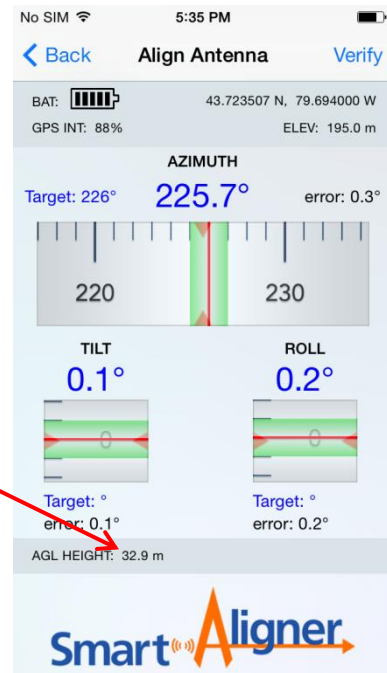 No SIM 5:35 PM
Back Align Antenna Verify
BAT: 43.723507 N, 79.694000 W
GPS INT: 88% ELEV: 195.0 m
AZIMUTH
Target: 226° 225.7° error: 0.3°
220 230
TILT ROLL
0.1° 0.2°
0 0
Target: ° Target: °
error: 0.1° error: 0.2°
AGL HEIGHT: 32.9 m
Smart Aligner